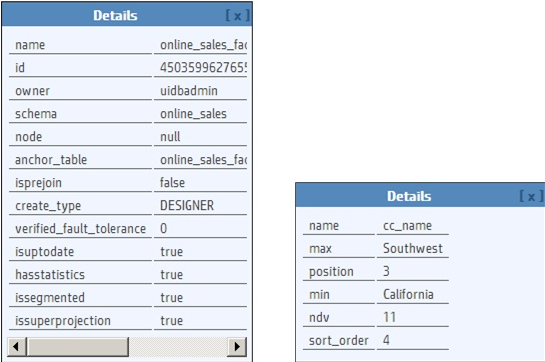 Details [ x ]
name online_sales_fac
id 4503599627655
owner uidbadmin
schema online_sales
node null
anchor_table online_sales_fac
isprejoin false
create_type DESIGNER
verified_fault_tolerance 0
isuptodate true
hasstatistics true
issegmented true
issuperprojection true
Details [ x ]
name cc_name
max Southwest
position 3
min California
ndv 11
sort_order 4